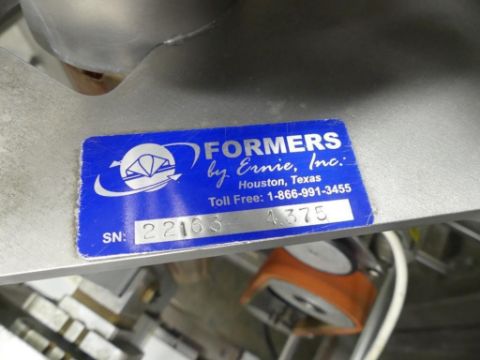 FORMERS
by Ernie, Inc.
Houston, Texas
Toll Free: 1-866-991-3455
SN: 22163-4375